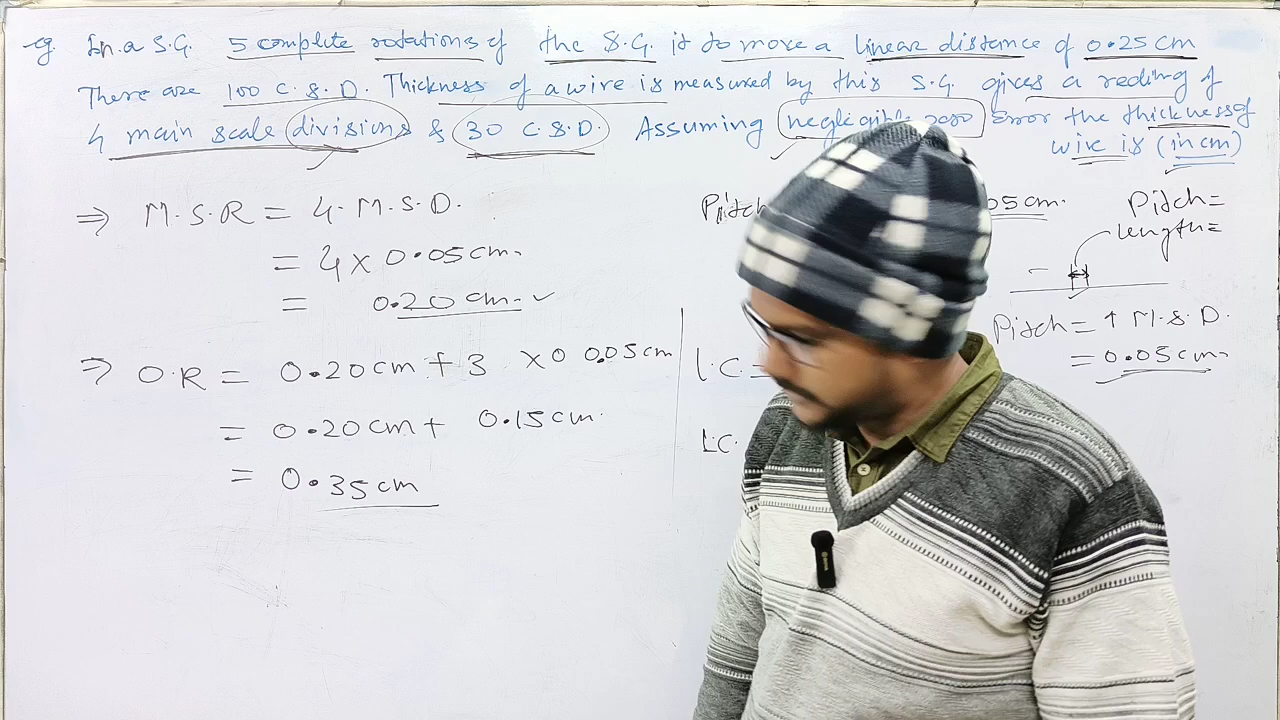 eg. In a S.G. 5 complete rotations of the S.G. it to move a linear distance of 0.25 cm
There are 100 C.S.D. Thickness of a wire is measured by this S.G. gives a reding of
4 main scale divisions & 30 C.S.D. Assuming negligible zero Error the thickness of
wire is (in cm)
⇒ M.S.R = 4 M.S.D.
= 4 x 0.05 cm
= 0.20 cm
⇒ O.R = 0.20 cm + 3 x 0 0.05 cm
= 0.20 cm + 0.15 cm
= 0.35 cm
Pitch
05 cm.
L.C. =
L.C.
Pitch =
length =
Pitch = 1 M.S.D.
= 0.05 cm